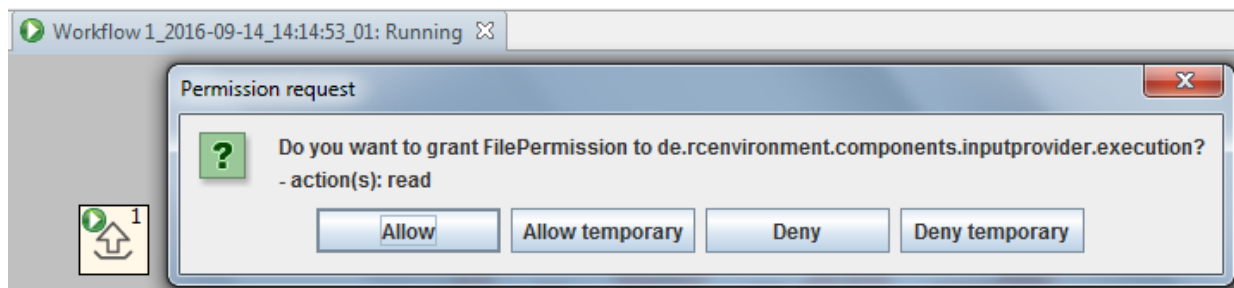 Workflow 1_2016-09-14_14:14:53_01: Running
Permission request
Do you want to grant FilePermission to de.rcenvironment.components.inputprovider.execution?
- action(s): read
1
Allow Allow temporary Deny Deny temporary